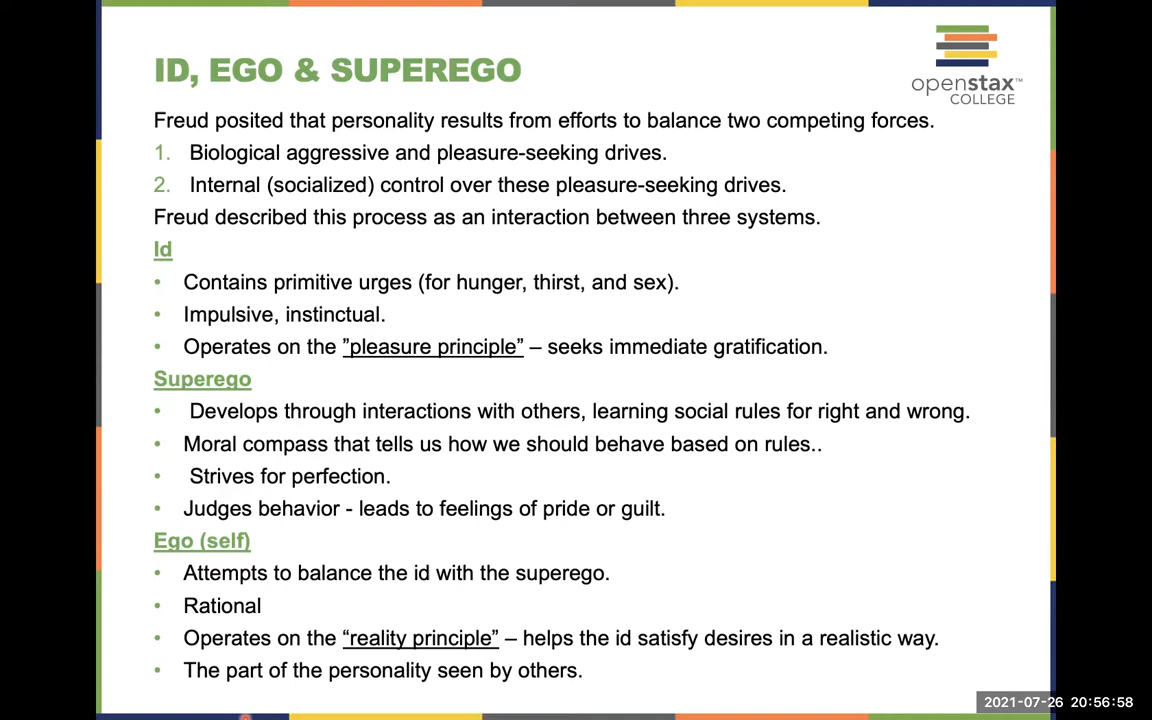 ID, EGO & SUPEREGO
openstax™
COLLEGE
Freud posited that personality results from efforts to balance two competing forces.
1. Biological aggressive and pleasure-seeking drives.
2. Internal (socialized) control over these pleasure-seeking drives.
Freud described this process as an interaction between three systems.
Id
• Contains primitive urges (for hunger, thirst, and sex).
• Impulsive, instinctual.
• Operates on the ”pleasure principle” – seeks immediate gratification.
Superego
• Develops through interactions with others, learning social rules for right and wrong.
• Moral compass that tells us how we should behave based on rules..
• Strives for perfection.
• Judges behavior - leads to feelings of pride or guilt.
Ego (self)
• Attempts to balance the id with the superego.
• Rational
• Operates on the “reality principle” – helps the id satisfy desires in a realistic way.
• The part of the personality seen by others.
2021-07-26 20:56:58